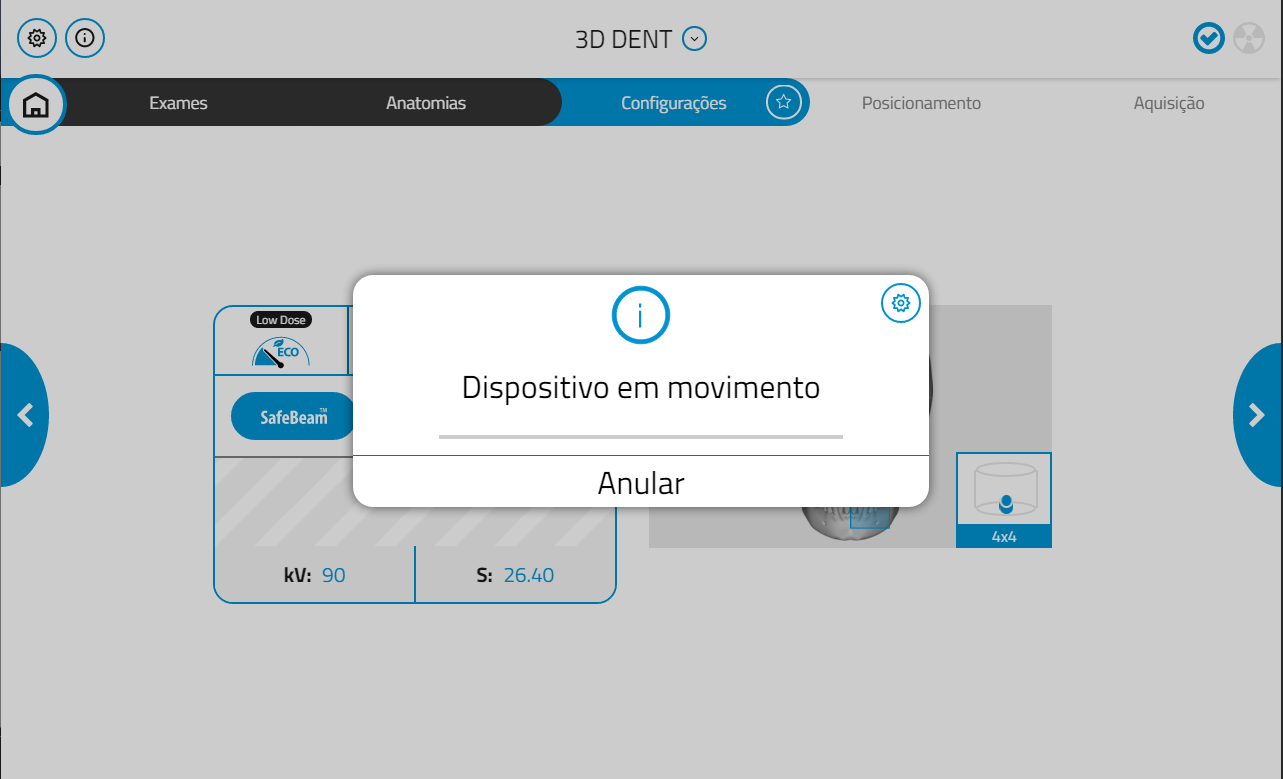 3D DENT
Exames
Anatomias
Configurações
Posicionamento
Aquisição
Low Dose
ECO
SafeBeam™
Dispositivo em movimento
Anular
4x4
kV: 90
S: 26.40